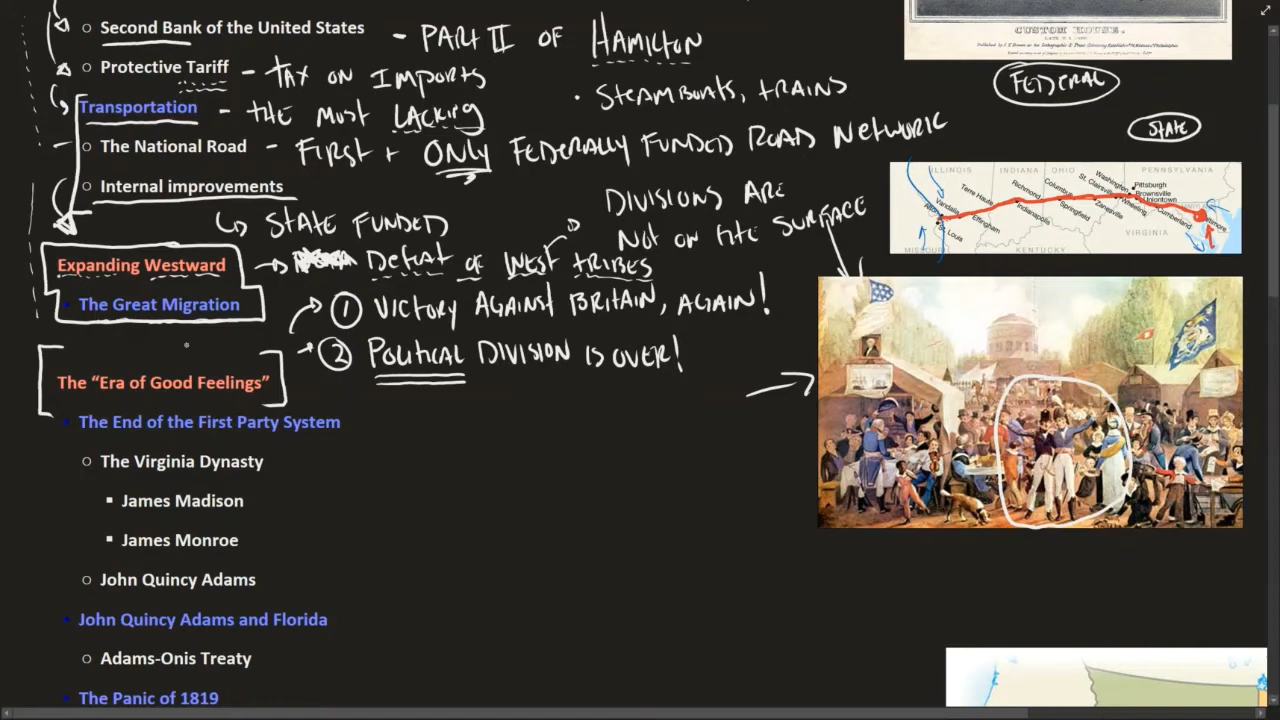 Second Bank of the United States - PART II OF HAMILTON
Protective Tariff - TAX ON IMPORTS
• STEAMBOATS, TRAINS
Transportation - THE MOST LACKING
The National Road - FIRST + ONLY FEDERALLY FUNDED ROAD NETWORK
Internal improvements
STATE FUNDED
DIVISIONS ARE
NOT ON THE SURFACE
Expanding Westward
DEFEAT OF WEST TRIBES
The Great Migration
① VICTORY AGAINST BRITAIN, AGAIN!
② POLITICAL DIVISION IS OVER!
The “Era of Good Feelings”
The End of the First Party System
The Virginia Dynasty
James Madison
James Monroe
John Quincy Adams
John Quincy Adams and Florida
Adams-Onis Treaty
The Panic of 1819
CUSTOM HOUSE.
FEDERAL
STATE
ILLINOIS
INDIANA
OHIO
PENNSYLVANIA
Washington
Pittsburgh
Brownsville
Uniontown
St. Clairsville
Wheeling
Cumberland
Columbus
Zanesville
Springfield
Richmond
Indianapolis
Terre Haute
Effingham
Vandalia
St. Louis
VIRGINIA
KENTUCKY